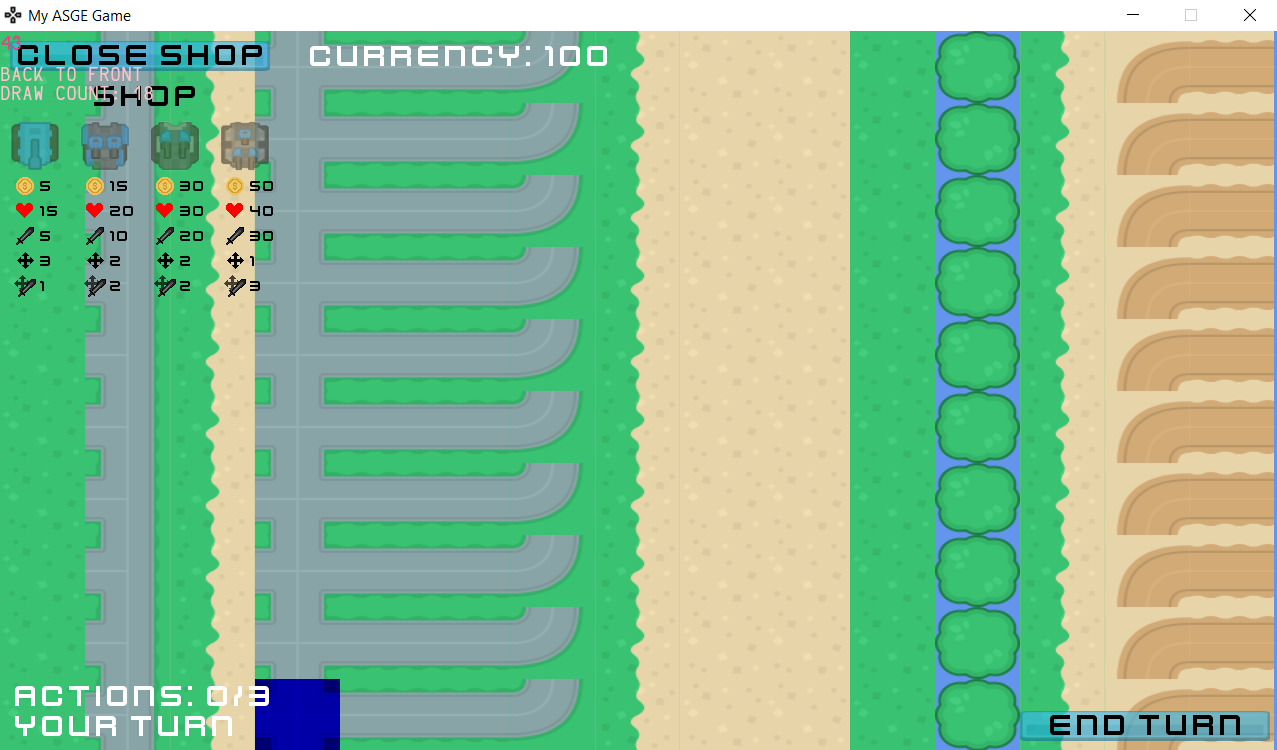 My ASGE Game
43
CLOSE SHOP
CURRENCY: 100
BACK TO FRONT
DRAW COUNT: 48
SHOP
5 15 30 50
15 20 30 40
5 10 20 30
3 2 2 1
1 2 2 3
ACTIONS: 0/3
YOUR TURN
END TURN